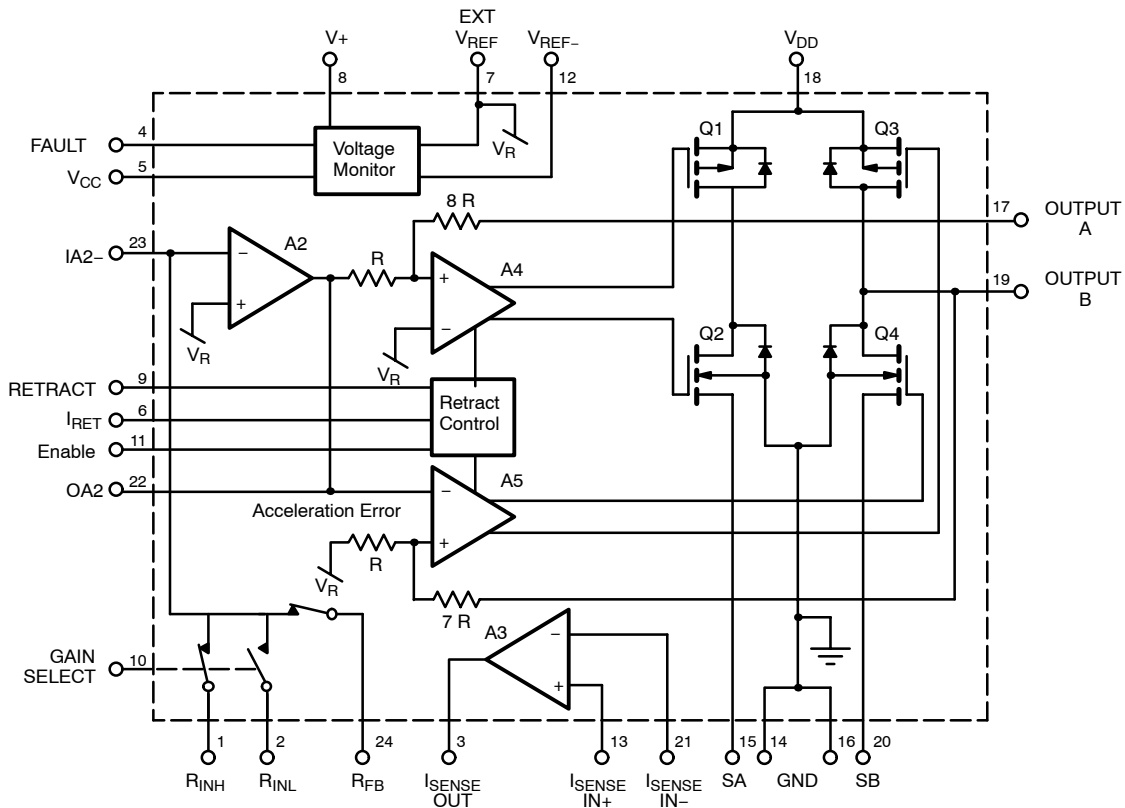 V+
EXT
VREF
VREF−
VDD
8
7
12
18
FAULT
4
VCC
5
Voltage
Monitor
VR
Q1
Q3
8 R
17
OUTPUT
A
IA2−
23
A2
−
+
R
VR
+
−
A4
VR
19
OUTPUT
B
Q2
Q4
RETRACT
9
IRET
6
Enable
11
Retract
Control
OA2
22
−
+
A5
Acceleration Error
R
VR
7 R
A3
−
+
GAIN
SELECT
10
1
2
24
3
13
21
15
14
16
20
RINH
RINL
RFB
ISENSE
OUT
ISENSE
IN+
ISENSE
IN−
SA
GND
SB